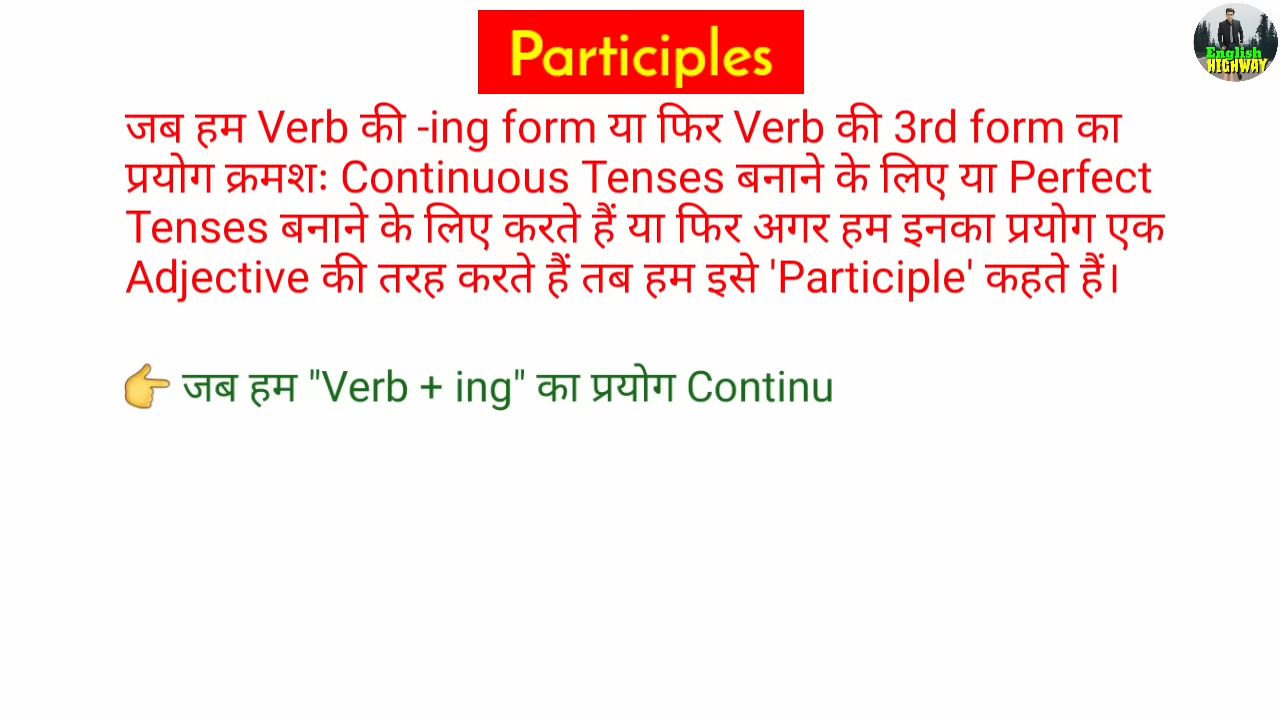 Participles
English
HIGHWAY
जब हम Verb की -ing form या फिर Verb की 3rd form का
प्रयोग क्रमशः Continuous Tenses बनाने के लिए या Perfect
Tenses बनाने के लिए करते हैं या फिर अगर हम इनका प्रयोग एक
Adjective की तरह करते हैं तब हम इसे 'Participle' कहते हैं।
👉 जब हम "Verb + ing" का प्रयोग Continu